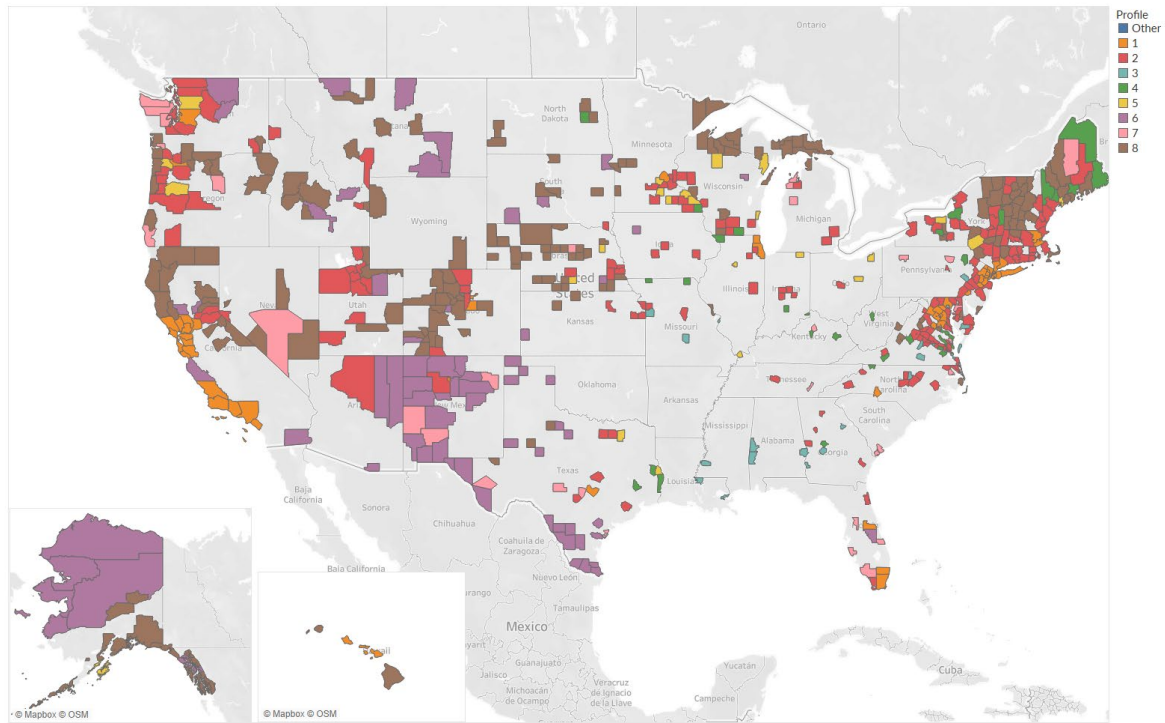 Profile
Other
1
2
3
4
5
6
7
8
Ontario
North
Dakota
Minnesota
Wisconsin
Michigan
Wyoming
United
States
Illinois
Pennsylvania
Utah
Kansas
Missouri
West
Virginia
Kentucky
Oklahoma
Arkansas
Tennessee
North
Carolina
South
Carolina
Mississippi
Alabama
Georgia
Texas
Louisiana
Baja
California
Sonora
Chihuahua
Coahuila de
Zaragoza
Nuevo León
Tamaulipas
Baja California
Mexico
Guanajuato
Jalisco
Michoacán
de Ocampo
Veracruz
de Ignacio
de la Llave
Yucatán
Campeche
Cuba
© Mapbox © OSM
© Mapbox © OSM